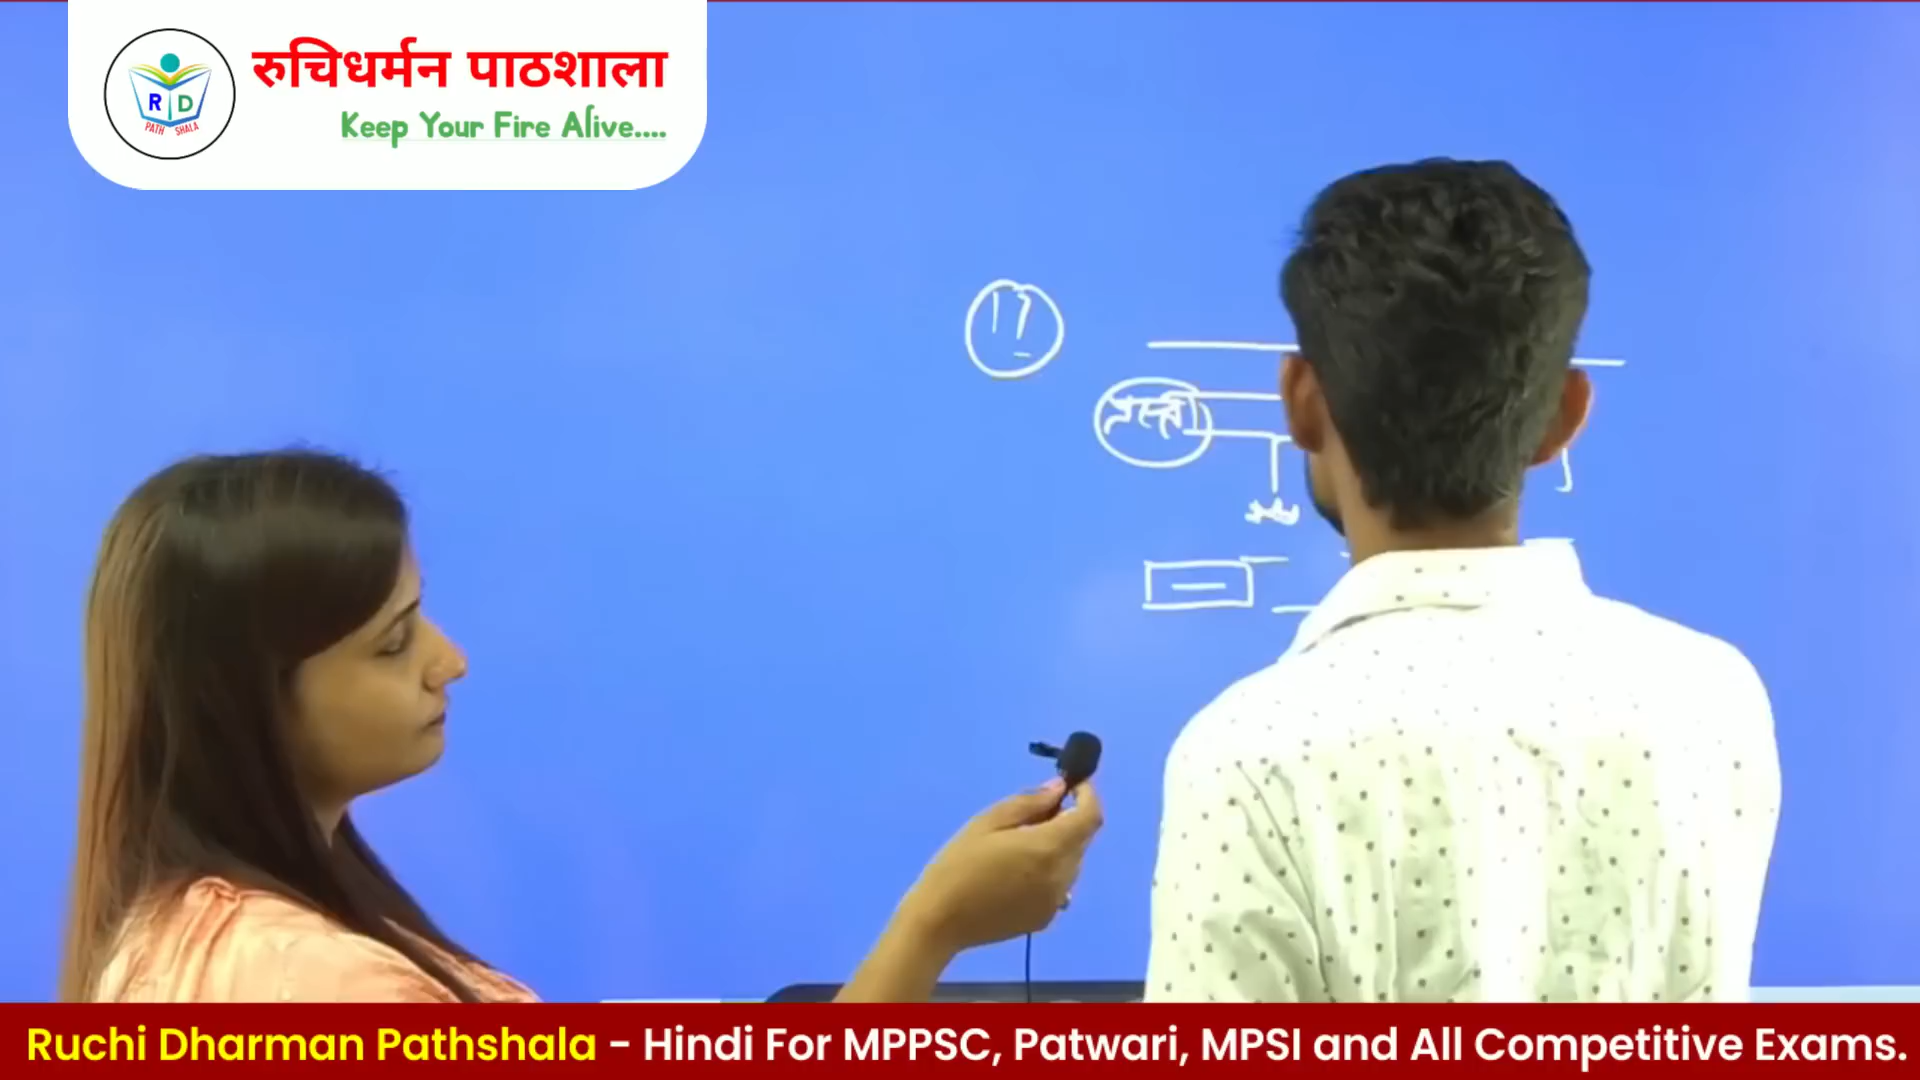 रुचिधर्मन पाठशाला
Keep Your Fire Alive....
R D
PATH SHALA
Ruchi Dharman Pathshala - Hindi For MPPSC, Patwari, MPSI and All Competitive Exams.